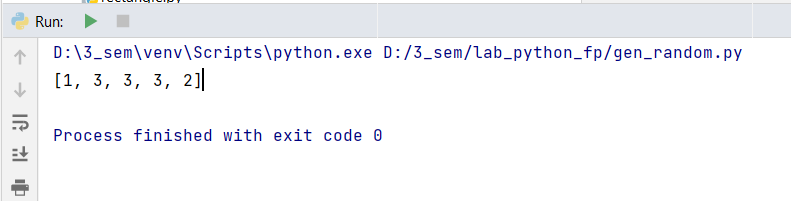 Run:
D:\3_sem\venv\Scripts\python.exe D:/3_sem/lab_python_fp/gen_random.py
[1, 3, 3, 3, 2]
Process finished with exit code 0